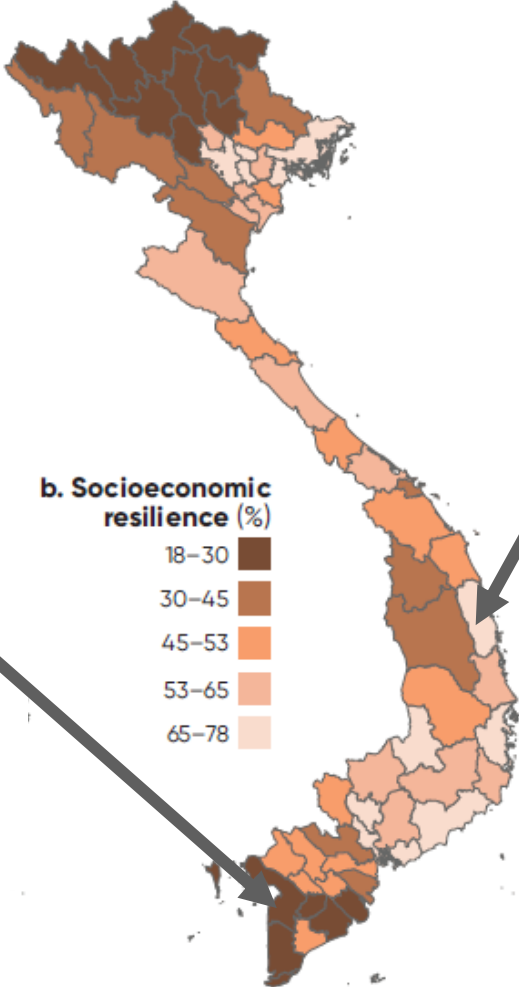 b. Socioeconomic
resilience (%)
18–30
30–45
45–53
53–65
65–78